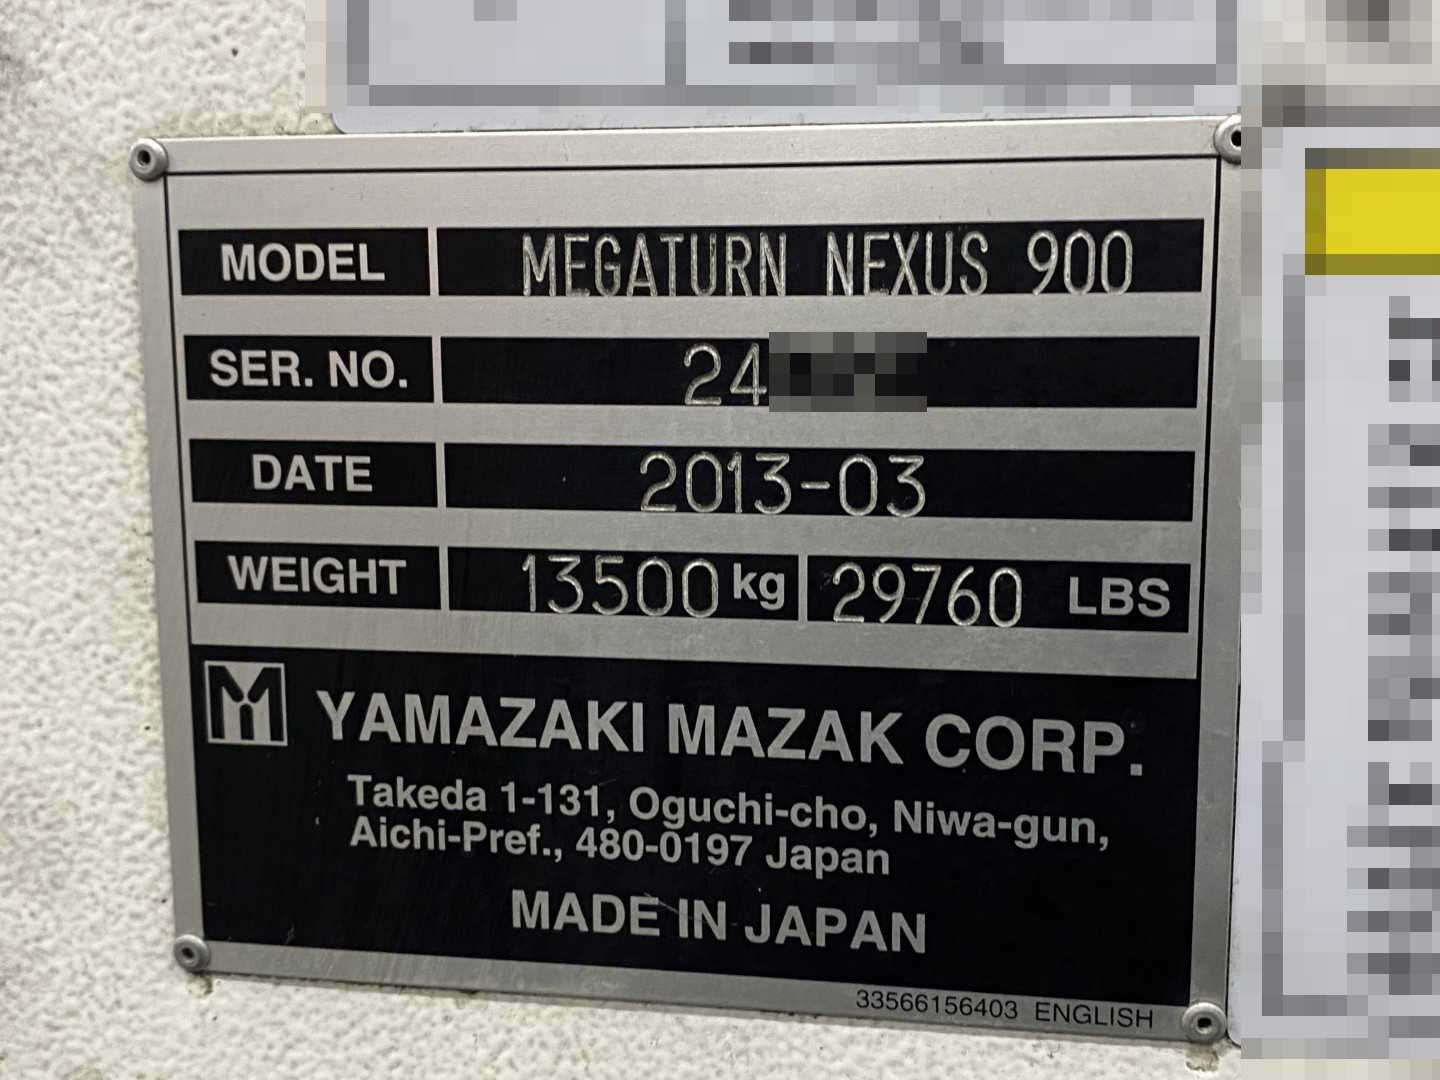 MODEL MEGATURN NEXUS 900
SER. NO. 24
DATE 2013-03
WEIGHT 13500 kg 29760 LBS
YAMAZAKI MAZAK CORP.
Takeda 1-131, Oguchi-cho, Niwa-gun,
Aichi-Pref., 480-0197 Japan
MADE IN JAPAN
33566156403 ENGLISH